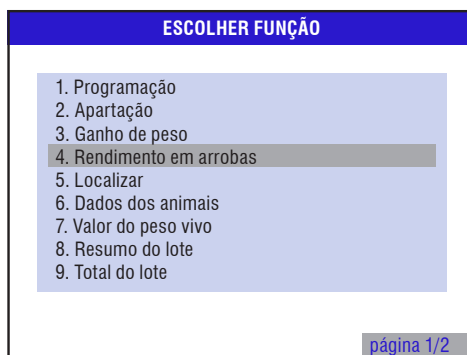 ESCOLHER FUNÇÃO
1. Programação
2. Apartação
3. Ganho de peso
4. Rendimento em arrobas
5. Localizar
6. Dados dos animais
7. Valor do peso vivo
8. Resumo do lote
9. Total do lote
página 1/2